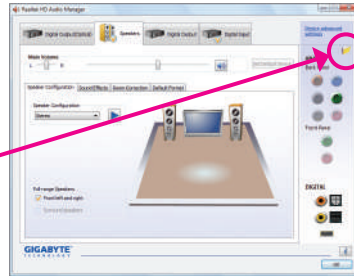 Realtek HD Audio Manager
Device advanced
settings
Digital Output(Optical)
Speakers
Digital Output
Digital Input
Main Volume
L
R
Back Panel
Speaker Configuration
Sound Effects
Room Correction
Default Format
Speaker Configuration
Stereo
Front Panel
Full-range Speakers
Front left and right
Surround speakers
DIGITAL
GIGABYTE
TECHNOLOGY
OK